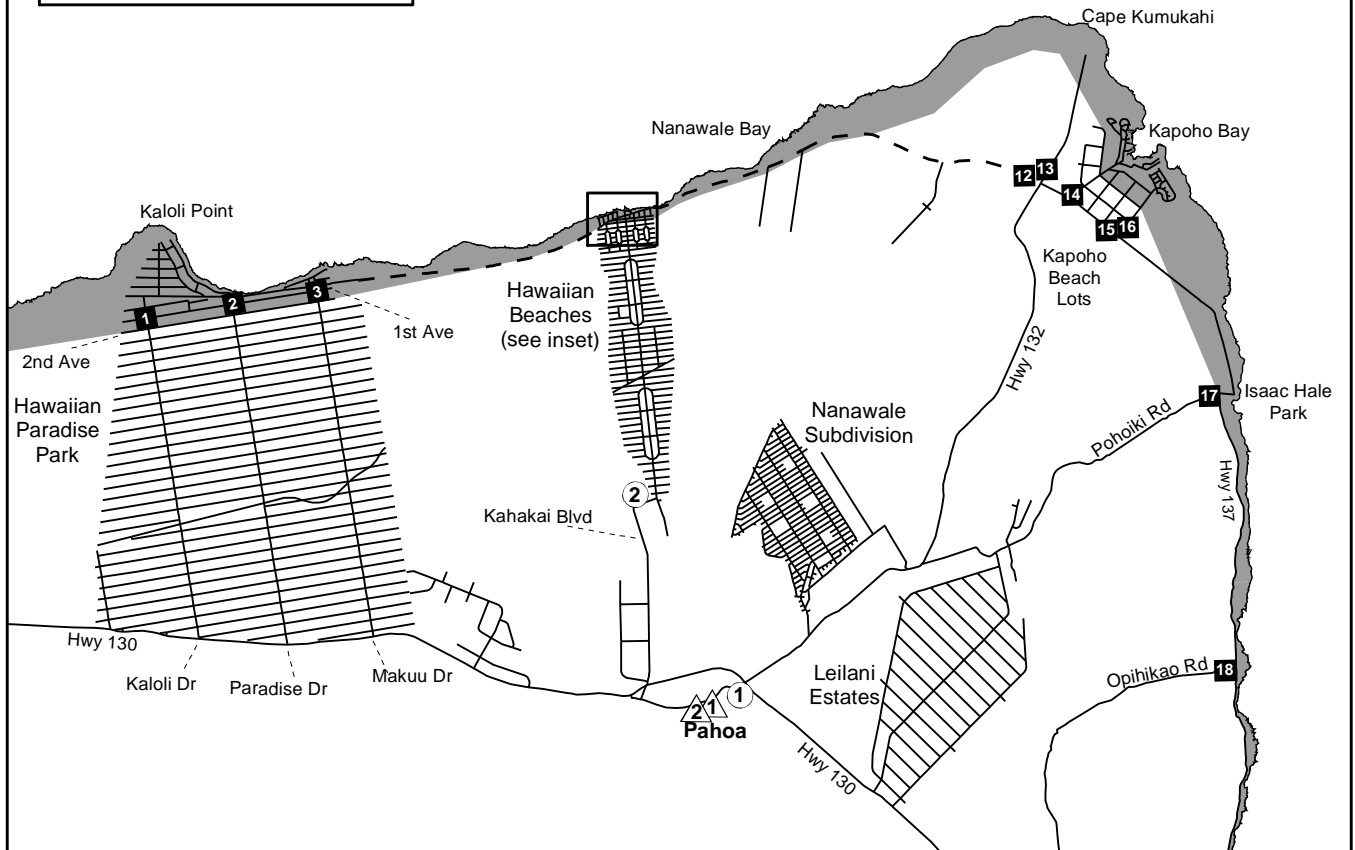 Cape Kumukahi
Nanawale Bay
Kapoho Bay
12
13
14
15
16
Kapoho
Beach
Lots
Kaloli Point
1
2
3
1st Ave
2nd Ave
Hawaiian
Paradise
Park
Hawaiian
Beaches
(see inset)
Hwy 132
Nanawale
Subdivision
Pohoiki Rd
17
Isaac Hale
Park
Hwy 137
2
Kahakai Blvd
Hwy 130
Kaloli Dr
Paradise Dr
Makuu Dr
Leilani
Estates
Opihikao Rd
18
2
1
1
Pahoa
Hwy 130